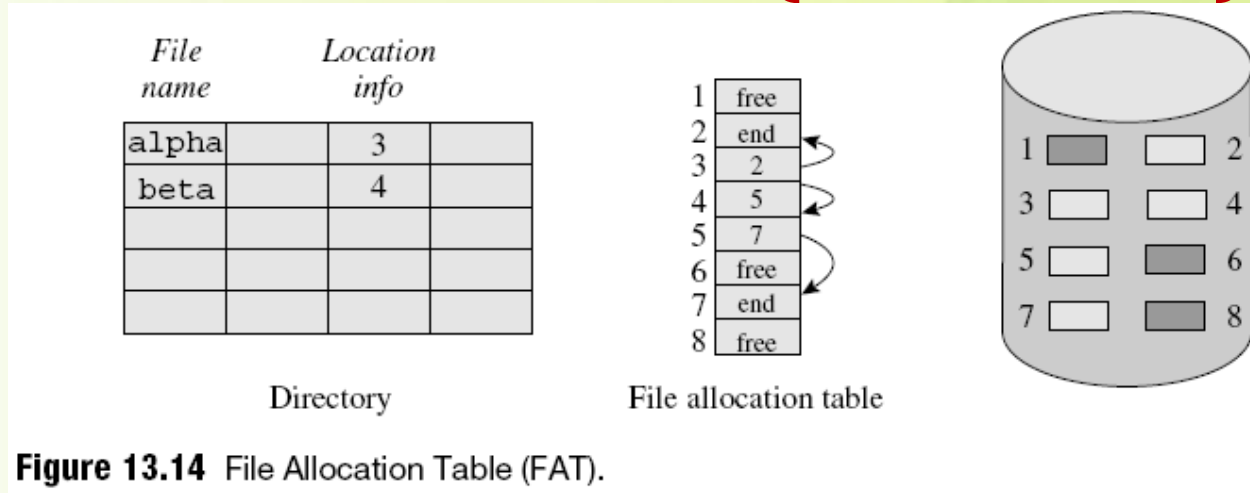 File name
Location info
alpha 3
beta 4
Directory
1 free
2 end
3 2
4 5
5 7
6 free
7 end
8 free
File allocation table
1 2
3 4
5 6
7 8
Figure 13.14 File Allocation Table (FAT).